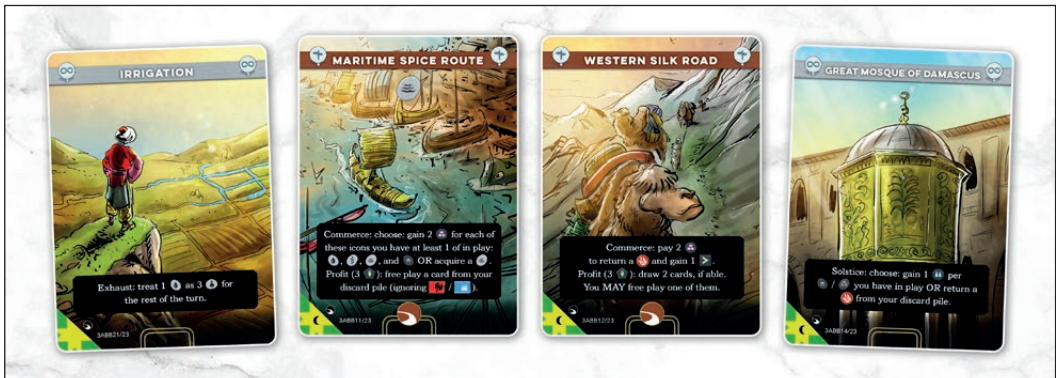 IRRIGATION
Exhaust: treat 1 as 3 for
the rest of the turn.
3ABB21/23
MARITIME SPICE ROUTE
Commerce: choose: gain 2 for each of
these icons you have at least 1 of in play:
, , , and OR acquire a .
Profit (3 ): free play a card from your
discard pile (ignoring / ).
3ABB11/23
WESTERN SILK ROAD
Commerce: pay 2
to return a and gain 1 .
Profit (3 ): draw 2 cards, if able.
You MAY free play one of them.
3ABB12/23
GREAT MOSQUE OF DAMASCUS
Solstice: choose: gain 1 per
/ you have in play OR return a
from your discard pile.
3ABB14/23